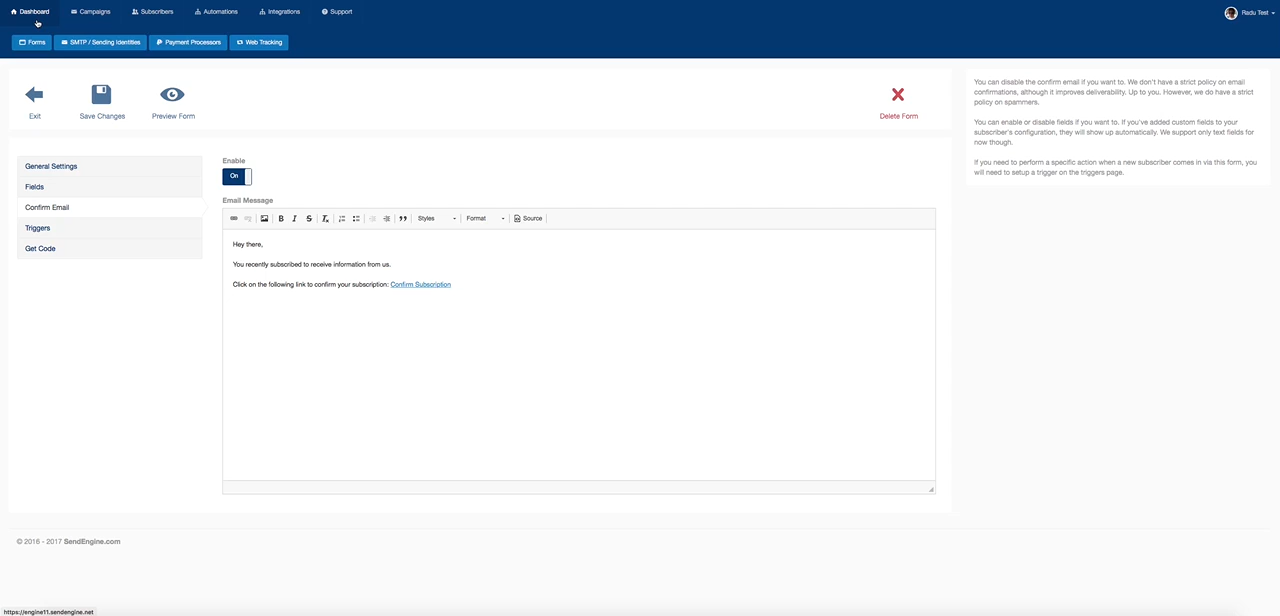 Dashboard Campaigns Subscribers Automations Integrations Support Radu Test
Forms SMTP / Sending Identities Payment Processors Web Tracking
Exit Save Changes Preview Form Delete Form
You can disable the confirm email if you want to. We don't have a strict policy on email
confirmations, although it improves deliverability. Up to you. However, we do have a strict
policy on spammers.
You can enable or disable fields if you want to. If you've added custom fields to your
subscriber's configuration, they will show up automatically. We support only text fields for
now though.
If you need to perform a specific action when a new subscriber comes in via this form, you
will need to setup a trigger on the triggers page.
General Settings
Fields
Confirm Email
Triggers
Get Code
Enable
On
Email Message
B I S Tx Styles Format Source
Hey there,
You recently subscribed to receive information from us.
Click on the following link to confirm your subscription: Confirm Subscription
© 2016 - 2017 SendEngine.com
https://engine11.sendengine.net